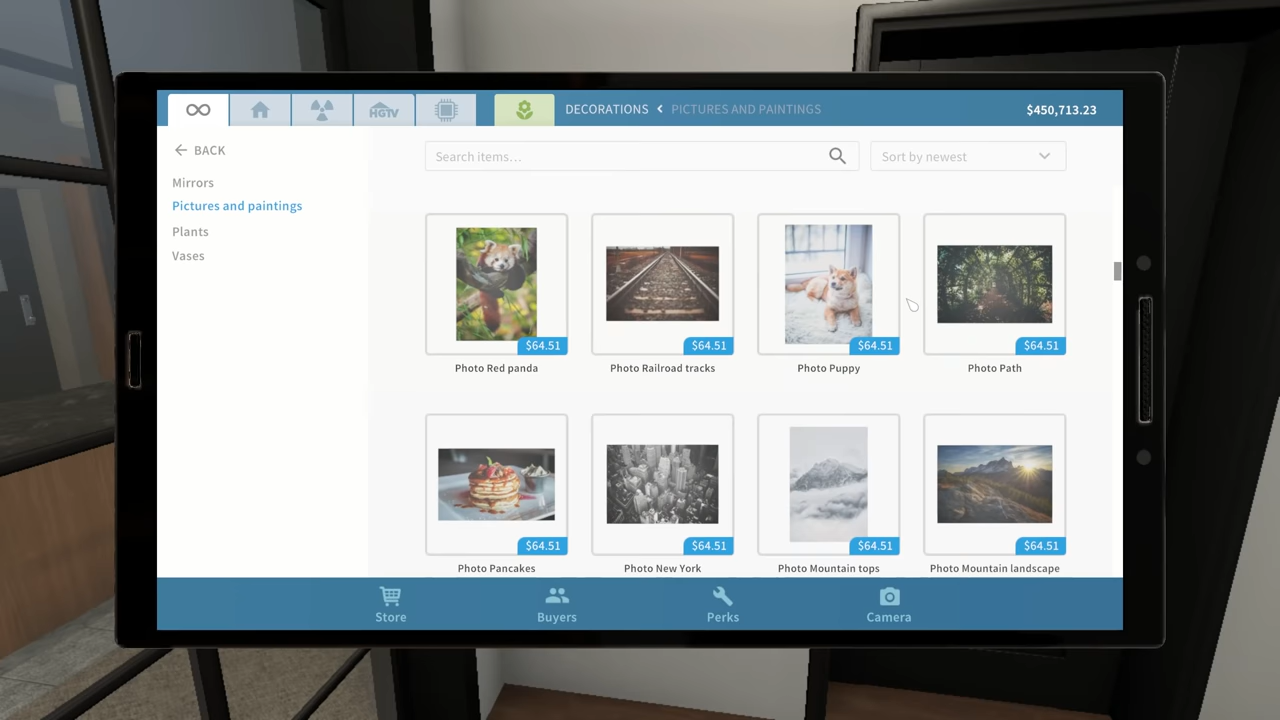 HGTV
DECORATIONS < PICTURES AND PAINTINGS
$450,713.23
BACK
Mirrors
Pictures and paintings
Plants
Vases
Search items...
Sort by newest
$64.51
$64.51
$64.51
$64.51
Photo Red panda
Photo Railroad tracks
Photo Puppy
Photo Path
$64.51
$64.51
$64.51
$64.51
Photo Pancakes
Photo New York
Photo Mountain tops
Photo Mountain landscape
Store
Buyers
Perks
Camera